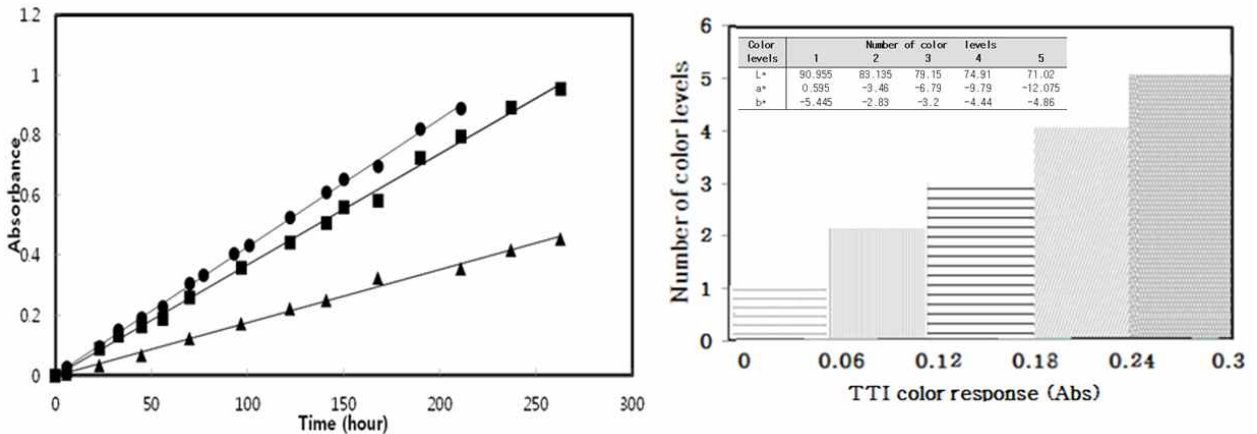 1.2
1
0.8
0.6
0.4
0.2
0
Absorbance
0 50 100 150 200 250 300
Time (hour)
6
5
4
3
2
1
0
Number of color levels
Color levels Number of color levels
1 2 3 4 5
L* 90.955 83.135 79.15 74.91 71.02
a* 0.595 -3.46 -6.79 -9.79 -12.075
b* -5.445 -2.83 -3.2 -4.44 -4.86
0 0.06 0.12 0.18 0.24 0.3
TTI color response (Abs)